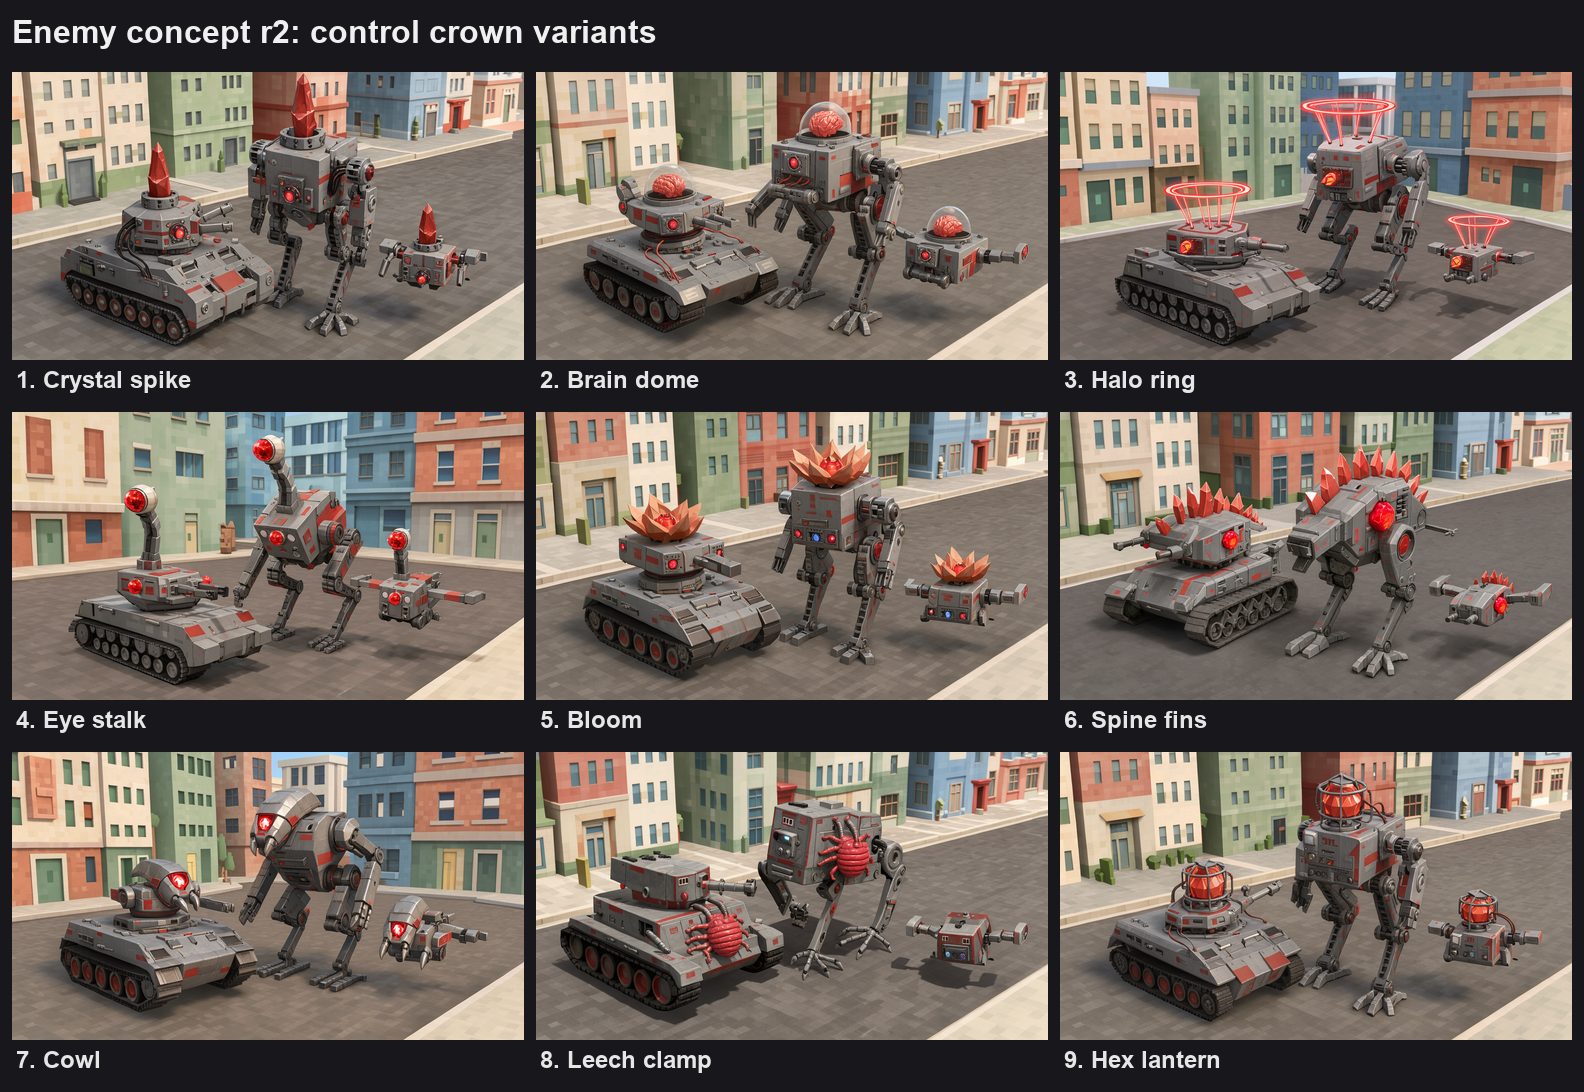 Enemy concept r2: control crown variants
1. Crystal spike
2. Brain dome
3. Halo ring
4. Eye stalk
5. Bloom
6. Spine fins
7. Cowl
8. Leech clamp
9. Hex lantern